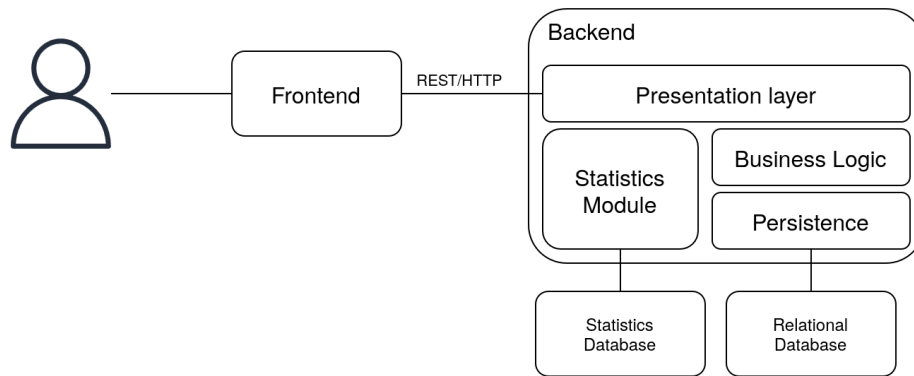 Backend
Frontend
REST/HTTP
Presentation layer
Statistics
Module
Business Logic
Persistence
Statistics
Database
Relational
Database